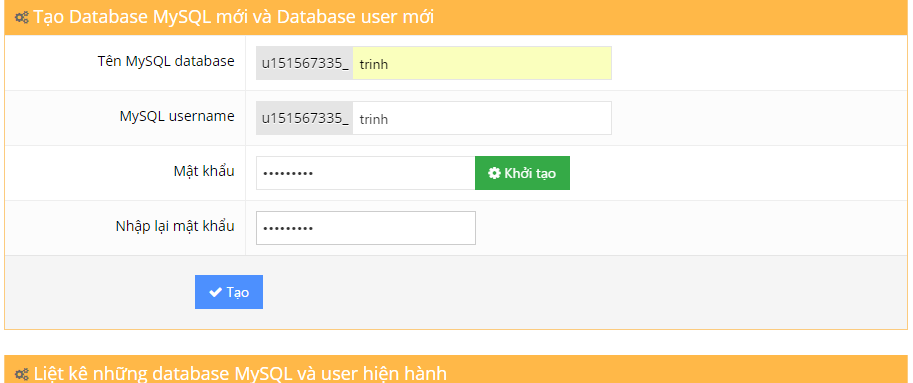 Tạo Database MySQL mới và Database user mới
Tên MySQL database u151567335_ trinh
MySQL username u151567335_ trinh
Mật khẩu ••••••••• Khởi tạo
Nhập lại mật khẩu •••••••••
Tạo
Liệt kê những database MySQL và user hiện hành